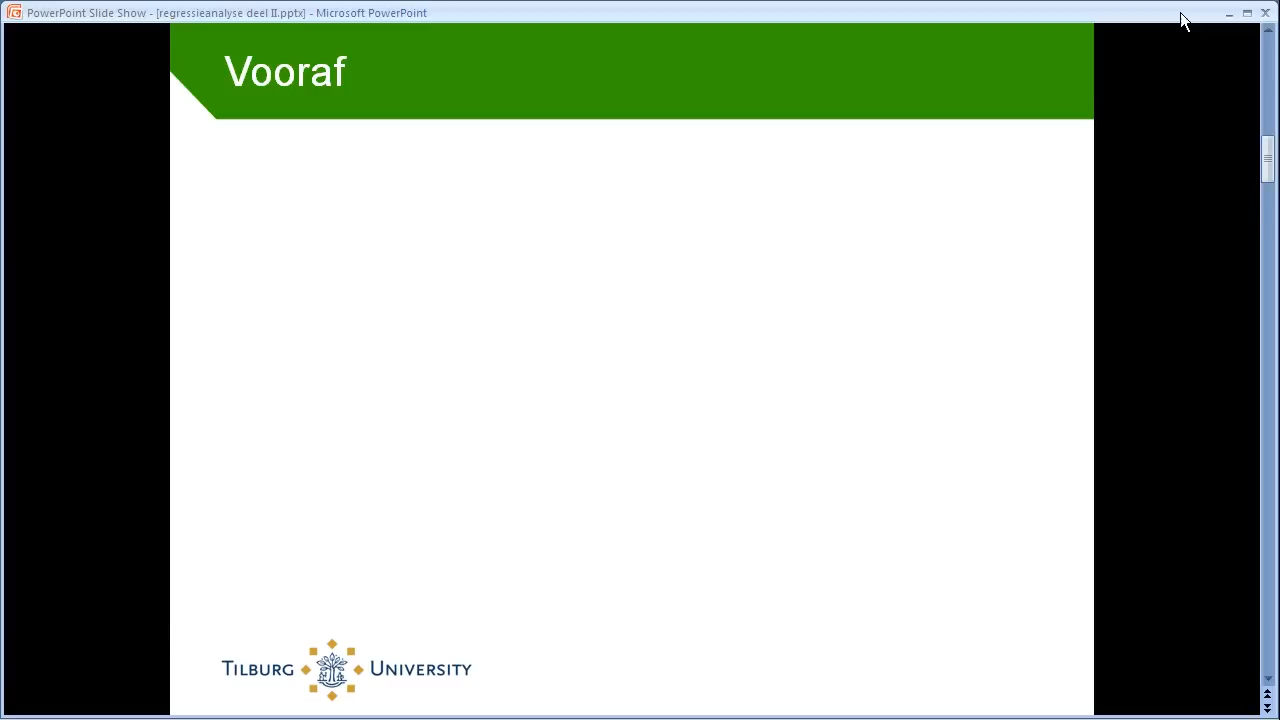 PowerPoint Slide Show - [regressieanalyse deel II.pptx] - Microsoft PowerPoint
Vooraf
TILBURG UNIVERSITY